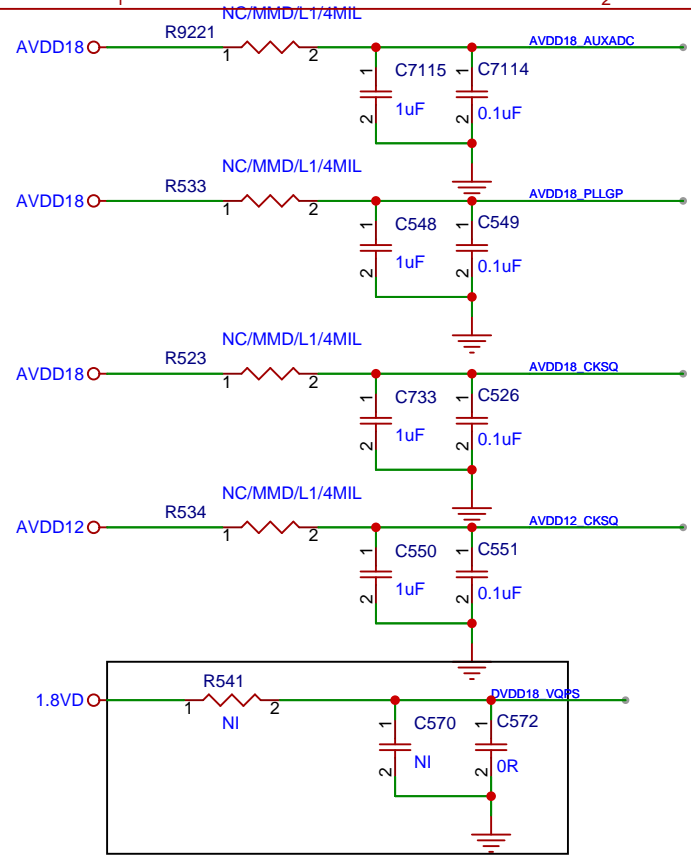 1 2
NC/MMD/L1/4MIL
R9221
AVDD18 1 2 AVDD18_AUXADC
1 C7115 1 C7114
2 1uF 2 0.1uF
NC/MMD/L1/4MIL
R533
AVDD18 1 2 AVDD18_PLLGP
1 C548 1 C549
2 1uF 2 0.1uF
NC/MMD/L1/4MIL
R523
AVDD18 1 2 AVDD18_CKSQ
1 C733 1 C526
2 1uF 2 0.1uF
NC/MMD/L1/4MIL
R534
AVDD12 1 2 AVDD12_CKSQ
1 C550 1 C551
2 1uF 2 0.1uF
R541
1.8VD 1 2 DVDD18_VQPS
NI
1 C570 1 C572
2 NI 2 0R